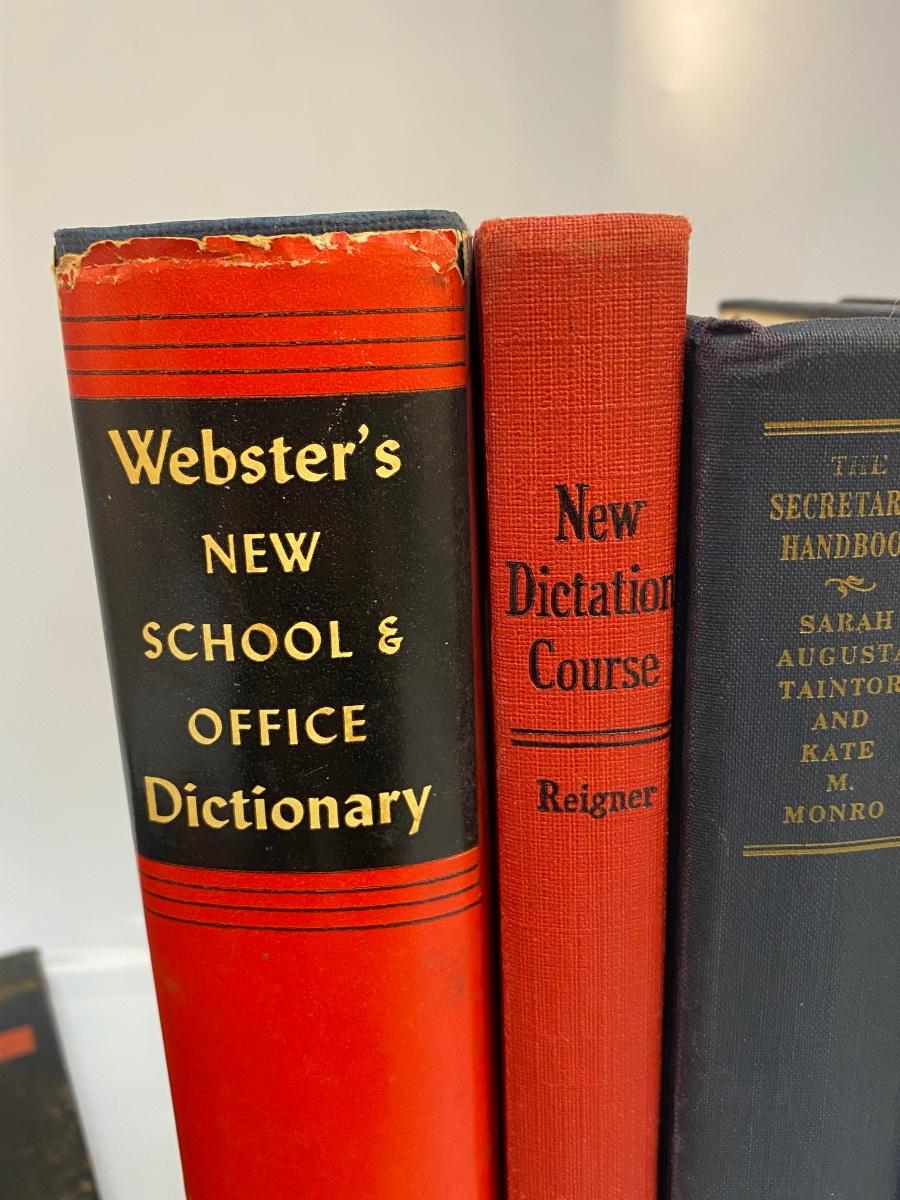 Webster's
NEW
SCHOOL &
OFFICE
Dictionary
New
Dictation
Course
Reigner
THE
SECRETAR
HANDBOO
SARAH
AUGUSTA
TAINTOR
AND
KATE
M.
MONRO